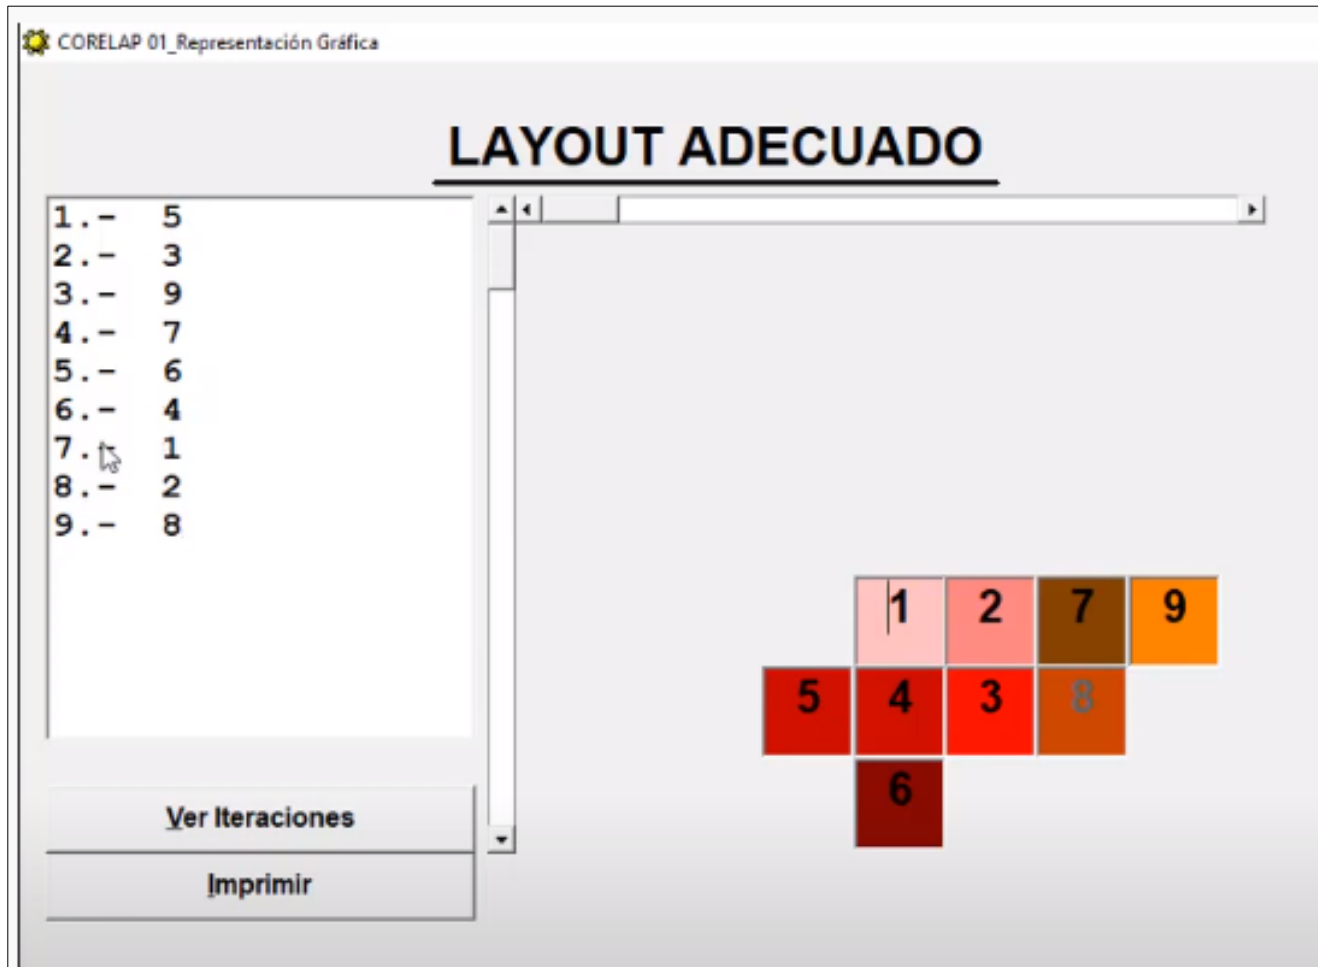 CORELAP 01_Representación Gráfica
LAYOUT ADECUADO
1.- 5
2.- 3
3.- 9
4.- 7
5.- 6
6.- 4
7.- 1
8.- 2
9.- 8
1 2 7 9
5 4 3 8
6
Ver Iteraciones
Imprimir